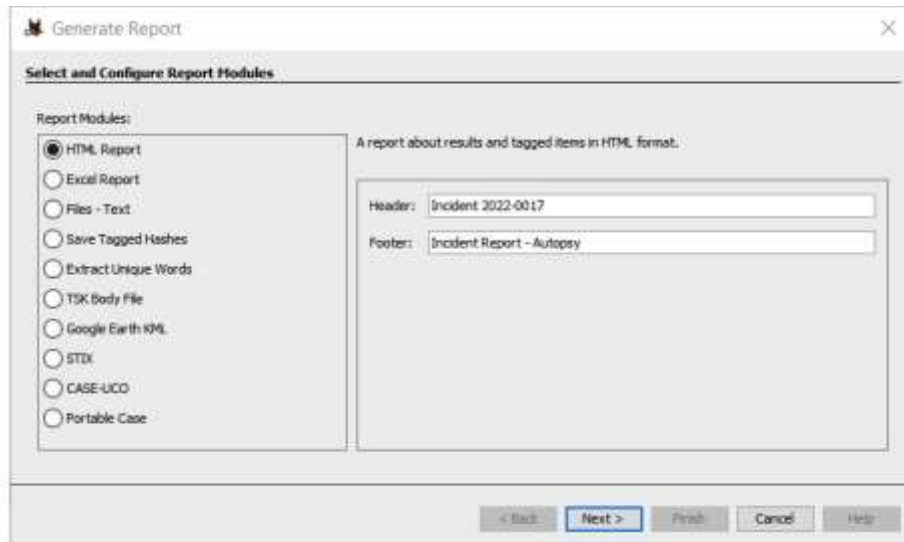 Generate Report
Select and Configure Report Modules
Report Modules:
HTML Report
Excel Report
Files - Text
Save Tagged Hashes
Extract Unique Words
TSK Body File
Google Earth KML
STIX
CASE-UCO
Portable Case
A report about results and tagged items in HTML format.
Header: Incident 2022-0017
Footer: Incident Report - Autopsy
< Back Next > Finish Cancel Help